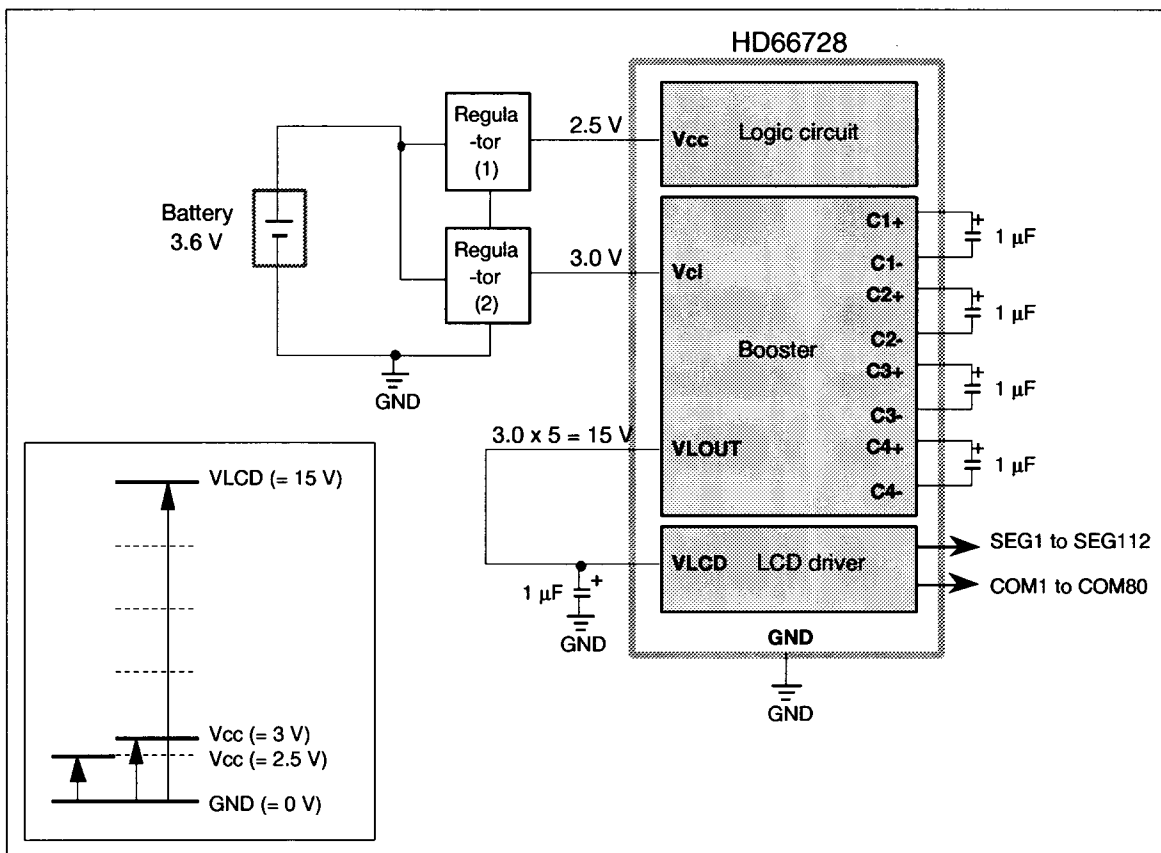 HD66728
Regula
-tor
(1)
2.5 V
Vcc
Logic circuit
Battery
3.6 V
Regula
-tor
(2)
3.0 V
Vci
Booster
C1+
C1-
1 μF
C2+
C2-
1 μF
C3+
C3-
1 μF
C4+
C4-
1 μF
GND
3.0 x 5 = 15 V
VLOUT
VLCD
LCD driver
SEG1 to SEG112
COM1 to COM80
1 μF
+
GND
GND
GND
VLCD (= 15 V)
Vcc (= 3 V)
Vcc (= 2.5 V)
GND (= 0 V)
+
+
+
+